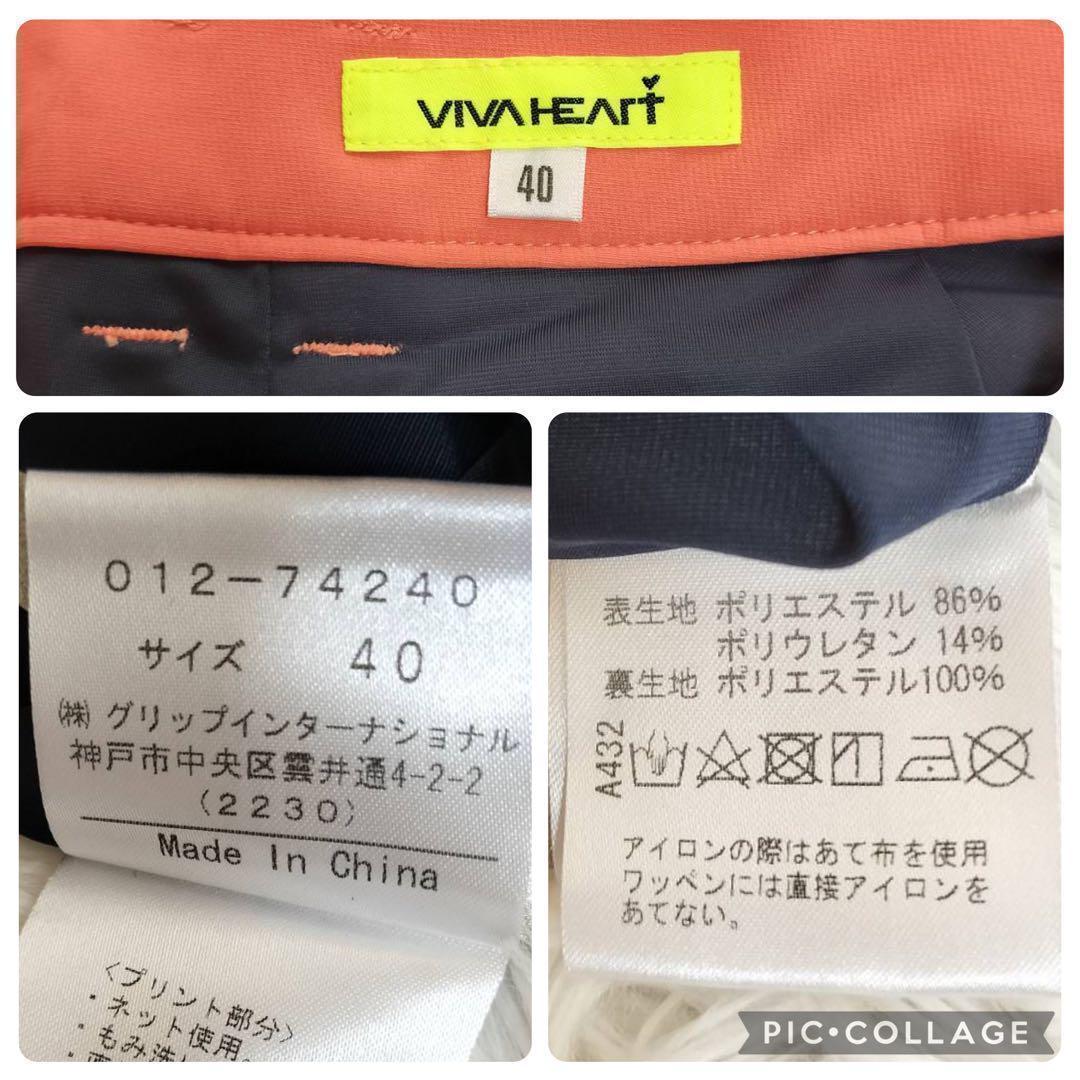 VIVA HEArt
40
012-74240
サイズ 40
㈱ グリップインターナショナル
神戸市中央区雲井通4-2-2
(2230)
Made In China
〈プリント部分〉
・ネット使用。
・もみ洗い
表生地 ポリエステル 86%
ポリウレタン 14%
裏生地 ポリエステル100%
A432
アイロンの際はあて布を使用
ワッペンには直接アイロンを
あてない。
PIC•COLLAGE